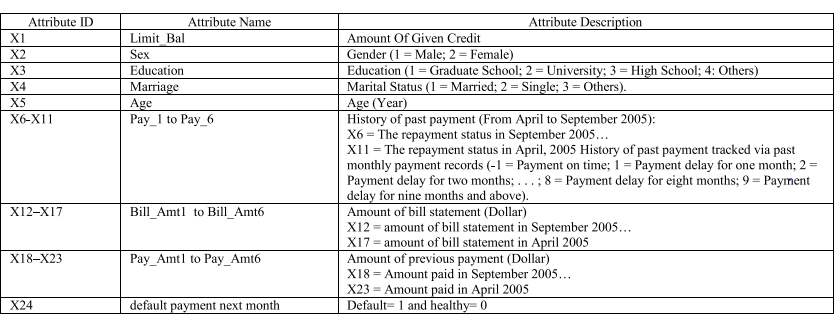 Attribute ID Attribute Name Attribute Description
X1 Limit_Bal Amount Of Given Credit
X2 Sex Gender (1 = Male; 2 = Female)
X3 Education Education (1 = Graduate School; 2 = University; 3 = High School; 4: Others)
X4 Marriage Marital Status (1 = Married; 2 = Single; 3 = Others).
X5 Age Age (Year)
X6-X11 Pay_1 to Pay_6 History of past payment (From April to September 2005):
X6 = The repayment status in September 2005…
X11 = The repayment status in April, 2005 History of past payment tracked via past
monthly payment records (-1 = Payment on time; 1 = Payment delay for one month; 2 =
Payment delay for two months; . . . ; 8 = Payment delay for eight months; 9 = Payment
delay for nine months and above).
X12–X17 Bill_Amt1 to Bill_Amt6 Amount of bill statement (Dollar)
X12 = amount of bill statement in September 2005…
X17 = amount of bill statement in April 2005
X18–X23 Pay_Amt1 to Pay_Amt6 Amount of previous payment (Dollar)
X18 = Amount paid in September 2005…
X23 = Amount paid in April 2005
X24 default payment next month Default= 1 and healthy= 0